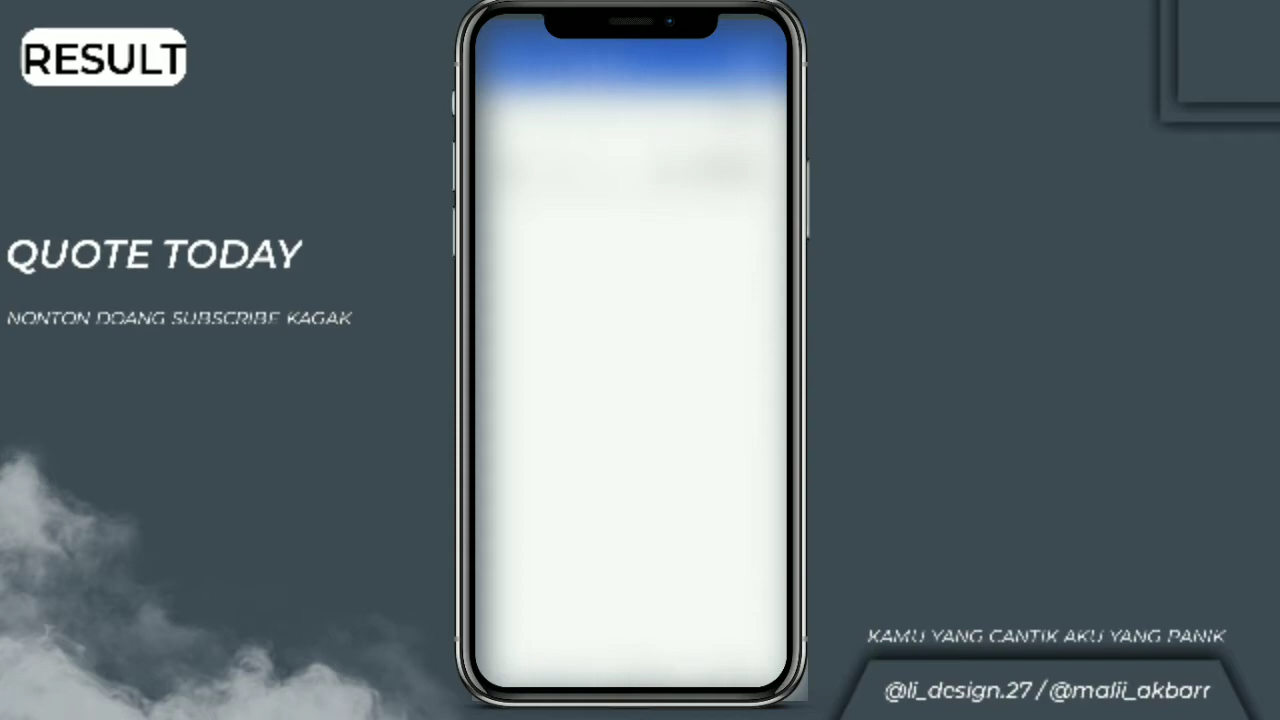 RESULT
QUOTE TODAY
NONTON DOANG SUBSCRIBE KAGAK
KAMU YANG CANTIK AKU YANG PANIK
@li_design.27 / @malii_akbarr